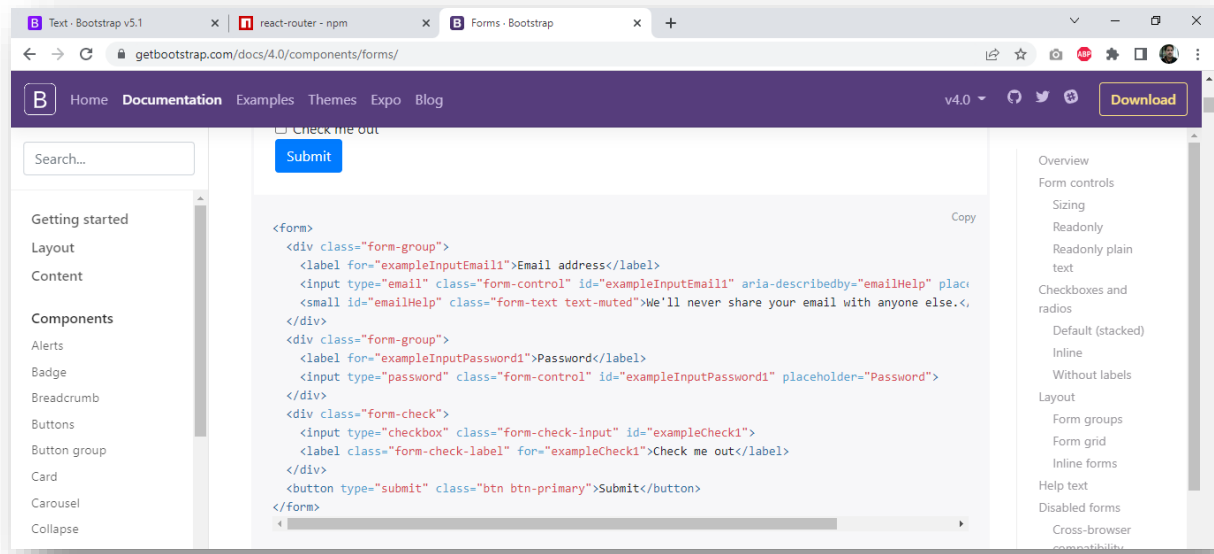 B Text · Bootstrap v5.1
react-router - npm
B Forms · Bootstrap
getbootstrap.com/docs/4.0/components/forms/
ABP
B Home Documentation Examples Themes Expo Blog v4.0 Download
Check me out
Submit
Search...
Getting started
Layout
Content
Components
Alerts
Badge
Breadcrumb
Buttons
Button group
Card
Carousel
Collapse
Copy
<form>
  <div class="form-group">
    <label for="exampleInputEmail1">Email address</label>
    <input type="email" class="form-control" id="exampleInputEmail1" aria-describedby="emailHelp" place
    <small id="emailHelp" class="form-text text-muted">We'll never share your email with anyone else.</
  </div>
  <div class="form-group">
    <label for="exampleInputPassword1">Password</label>
    <input type="password" class="form-control" id="exampleInputPassword1" placeholder="Password">
  </div>
  <div class="form-check">
    <input type="checkbox" class="form-check-input" id="exampleCheck1">
    <label class="form-check-label" for="exampleCheck1">Check me out</label>
  </div>
  <button type="submit" class="btn btn-primary">Submit</button>
</form>
Overview
Form controls
Sizing
Readonly
Readonly plain
text
Checkboxes and
radios
Default (stacked)
Inline
Without labels
Layout
Form groups
Form grid
Inline forms
Help text
Disabled forms
Cross-browser
compatibility